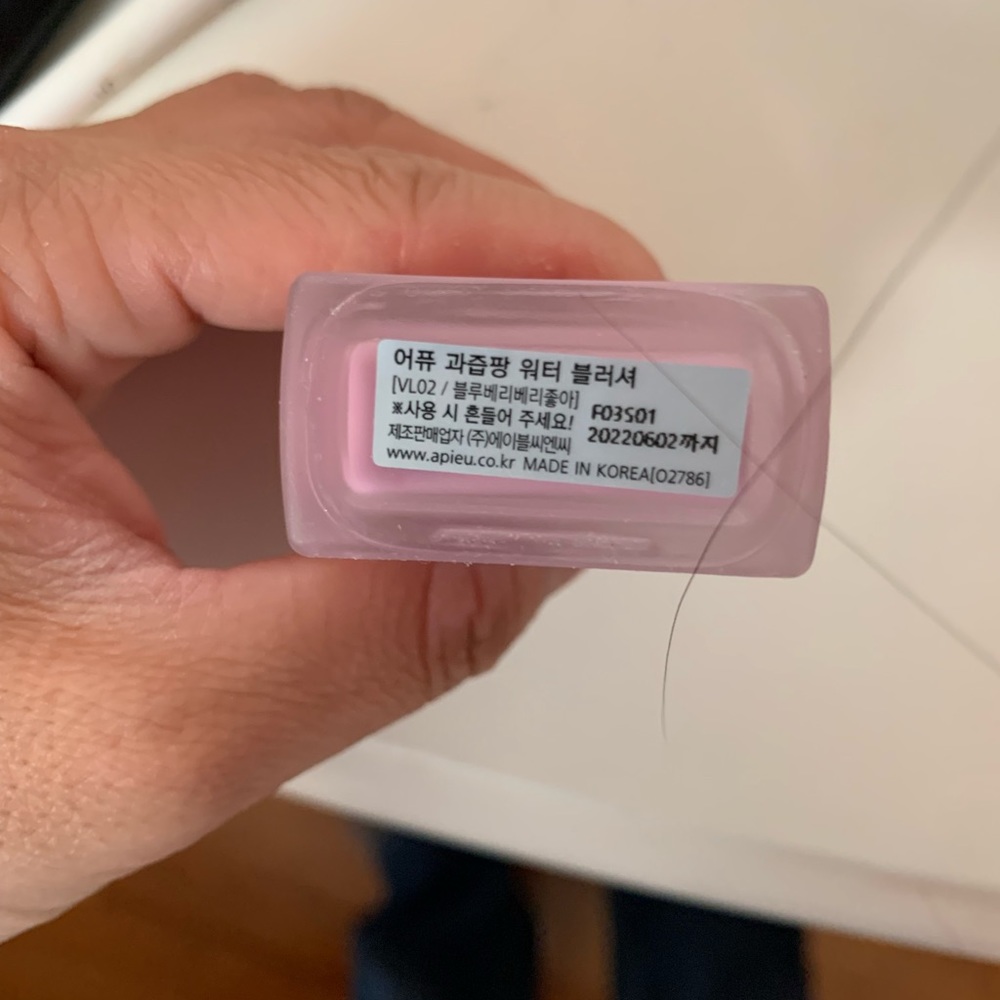 어퓨 과즙팡 워터 블러셔
[VL02 / 블루베리베리좋아]
※사용 시 흔들어 주세요! F03S01
제조판매업자 (주)에이블씨엔씨 20220602까지
www.apieu.co.kr MADE IN KOREA[O2786]